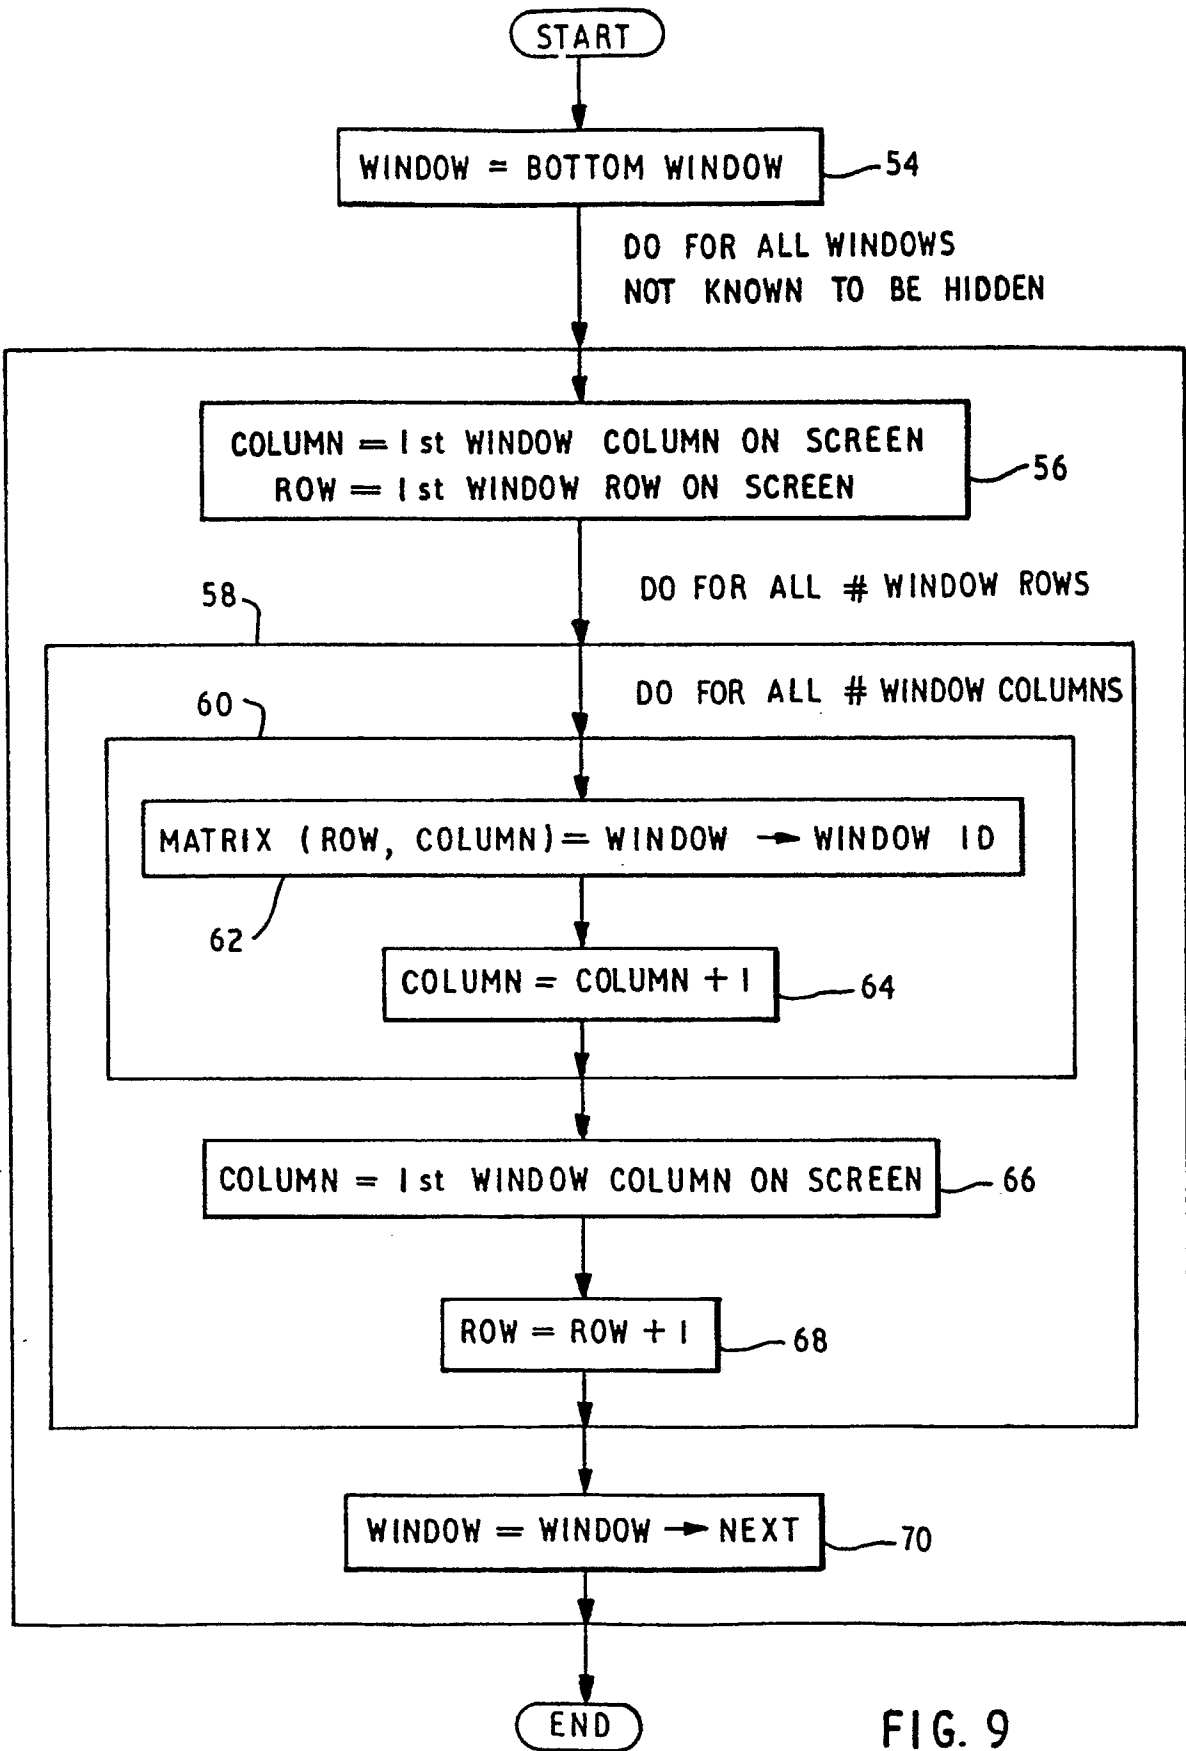 START
WINDOW = BOTTOM WINDOW
54
DO FOR ALL WINDOWS
NOT KNOWN TO BE HIDDEN
COLUMN = 1st WINDOW COLUMN ON SCREEN
ROW = 1st WINDOW ROW ON SCREEN
56
DO FOR ALL # WINDOW ROWS
58
DO FOR ALL # WINDOW COLUMNS
60
MATRIX (ROW, COLUMN) = WINDOW → WINDOW ID
62
COLUMN = COLUMN + 1
64
COLUMN = 1st WINDOW COLUMN ON SCREEN
66
ROW = ROW + 1
68
WINDOW = WINDOW → NEXT
70
END
FIG. 9